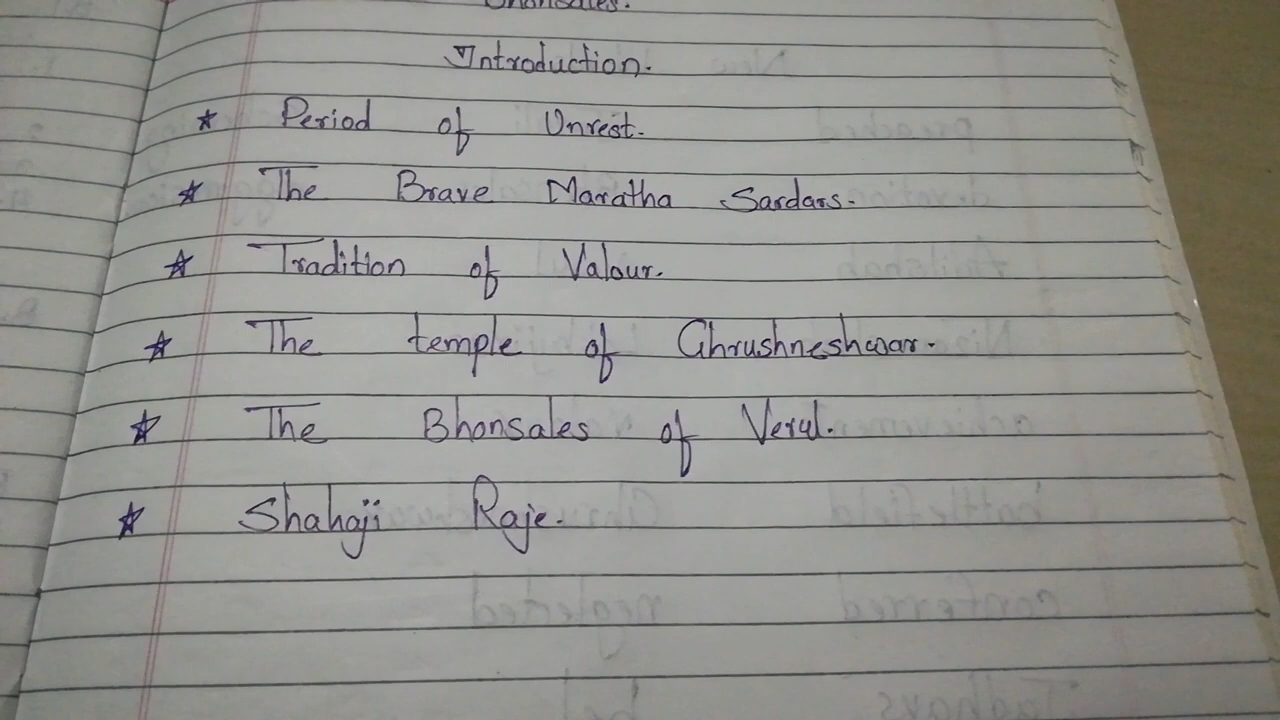 Bhonsales.
Introduction.
* Period of Unrest.
* The Brave Maratha Sardars.
* Tradition of Valour.
* The temple of Ghrushneshwar.
* The Bhonsales of Verul.
* Shahaji Raje.